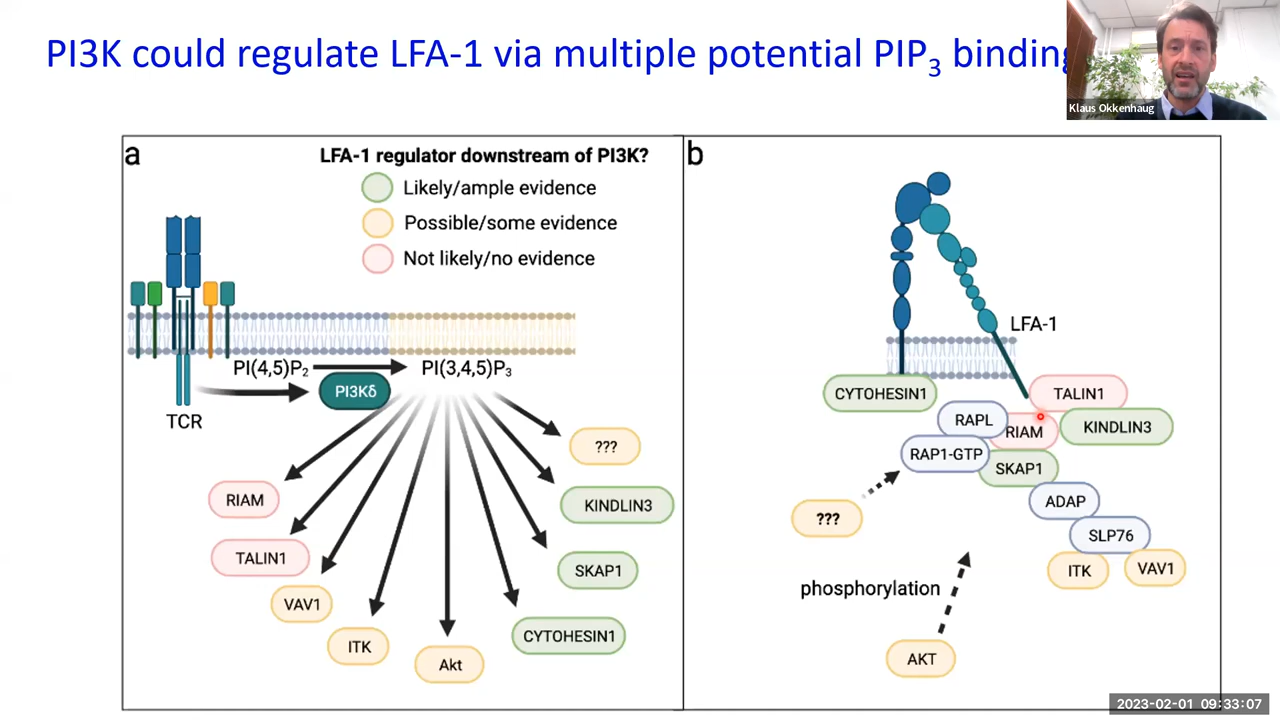 PI3K could regulate LFA-1 via multiple potential PIP3 binding
Klaus Okkenhaug
a
LFA-1 regulator downstream of PI3K?
Likely/ample evidence
Possible/some evidence
Not likely/no evidence
PI(4,5)P2
PI(3,4,5)P3
PI3Kδ
TCR
???
RIAM
KINDLIN3
TALIN1
SKAP1
VAV1
ITK
CYTOHESIN1
Akt
b
LFA-1
CYTOHESIN1
TALIN1
RAPL
RIAM
KINDLIN3
RAP1-GTP
SKAP1
ADAP
???
SLP76
ITK
VAV1
phosphorylation
AKT
2023-02-01 09:33:07